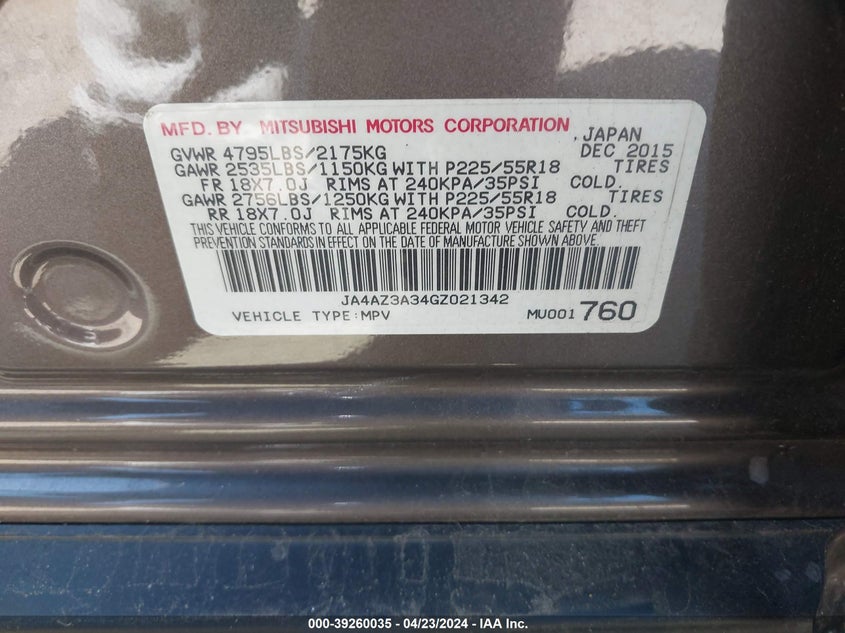 MFD. BY MITSUBISHI MOTORS CORPORATION , JAPAN
GVWR 4795LBS/2175KG DEC 2015
GAWR 2535LBS/1150KG WITH P225/55R18 TIRES
FR 18X7.0J RIMS AT 240KPA/35PSI COLD.
GAWR 2756LBS/1250KG WITH P225/55R18 TIRES
RR 18X7.0J RIMS AT 240KPA/35PSI COLD.
THIS VEHICLE CONFORMS TO ALL APPLICABLE FEDERAL MOTOR VEHICLE SAFETY AND THEFT
PREVENTION STANDARDS IN EFFECT ON THE DATE OF MANUFACTURE SHOWN ABOVE.
JA4AZ3A34GZ021342
VEHICLE TYPE:MPV MU001760
000-39260035 - 04/23/2024 - IAA Inc.